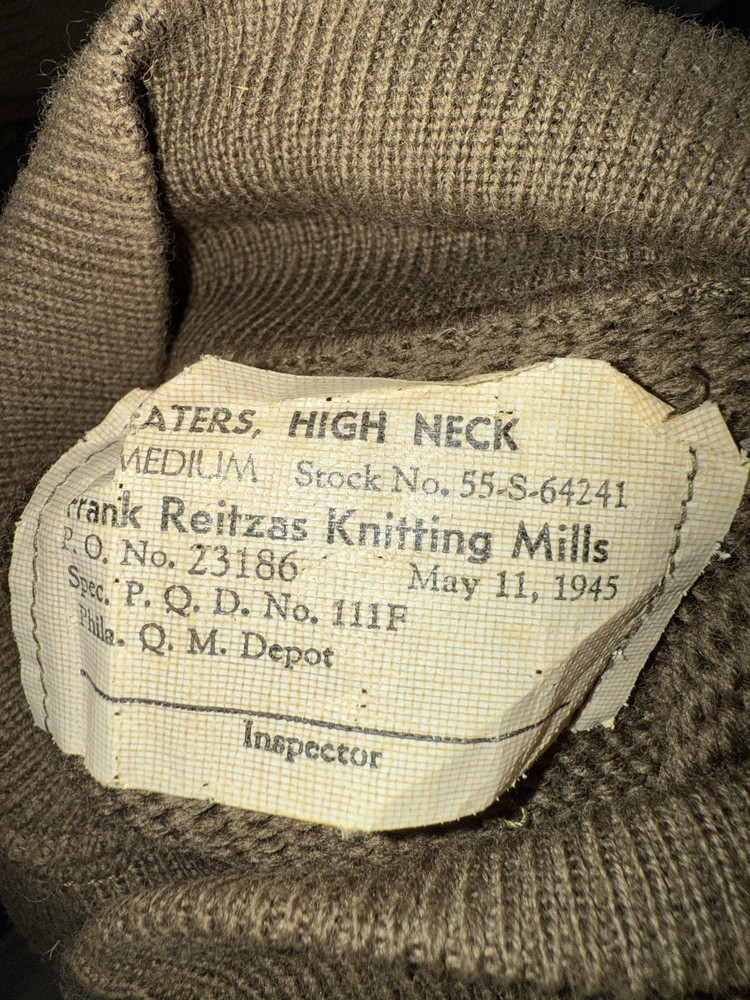 EATERS, HIGH NECK
MEDIUM Stock No. 55-S-64241
Frank Reitzas Knitting Mills
P. O. No. 23186 May 11, 1945
Spec. P. Q. D. No. 111F
Phila. Q. M. Depot
Inspector